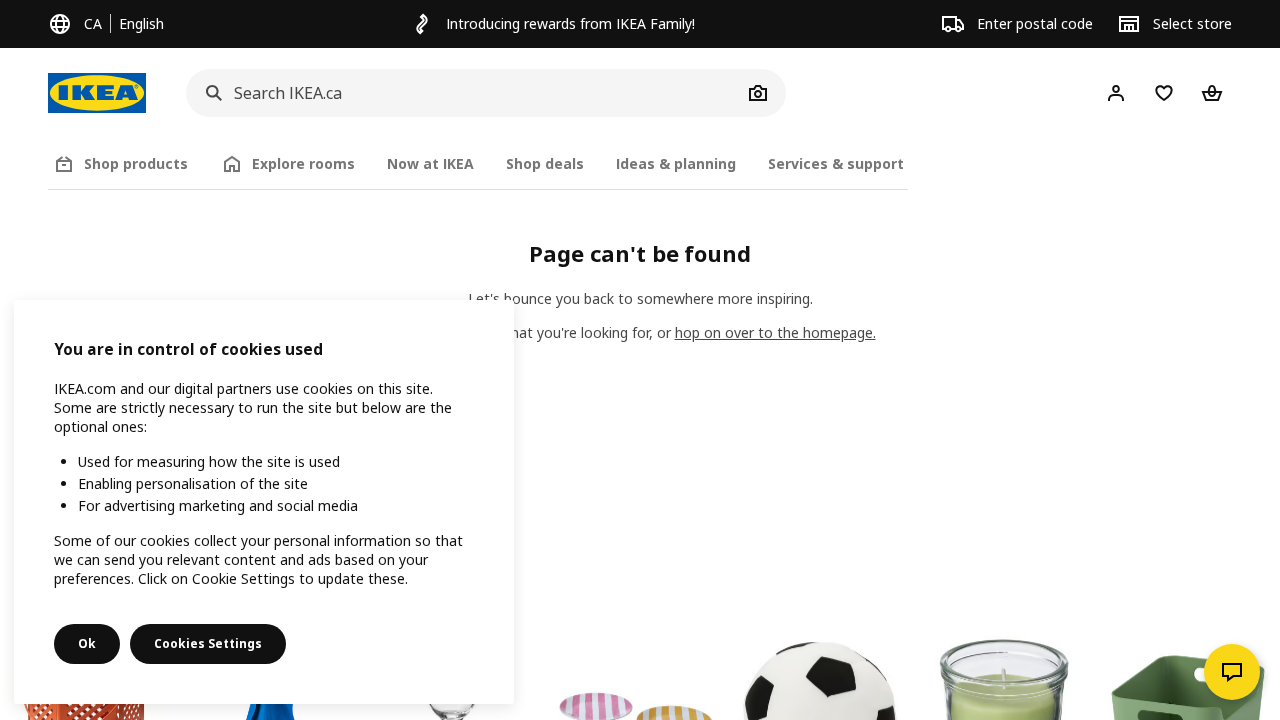 CA
English
Introducing rewards from IKEA Family!
Enter postal code
Select store
IKEA
Search IKEA.ca
Shop products
Explore rooms
Now at IKEA
Shop deals
Ideas & planning
Services & support
Page can't be found
Let's bounce you back to somewhere more inspiring.
what you're looking for, or hop on over to the homepage.
You are in control of cookies used
IKEA.com and our digital partners use cookies on this site.
Some are strictly necessary to run the site but below are the
optional ones:
Used for measuring how the site is used
Enabling personalisation of the site
For advertising marketing and social media
Some of our cookies collect your personal information so that
we can send you relevant content and ads based on your
preferences. Click on Cookie Settings to update these.
Ok
Cookies Settings